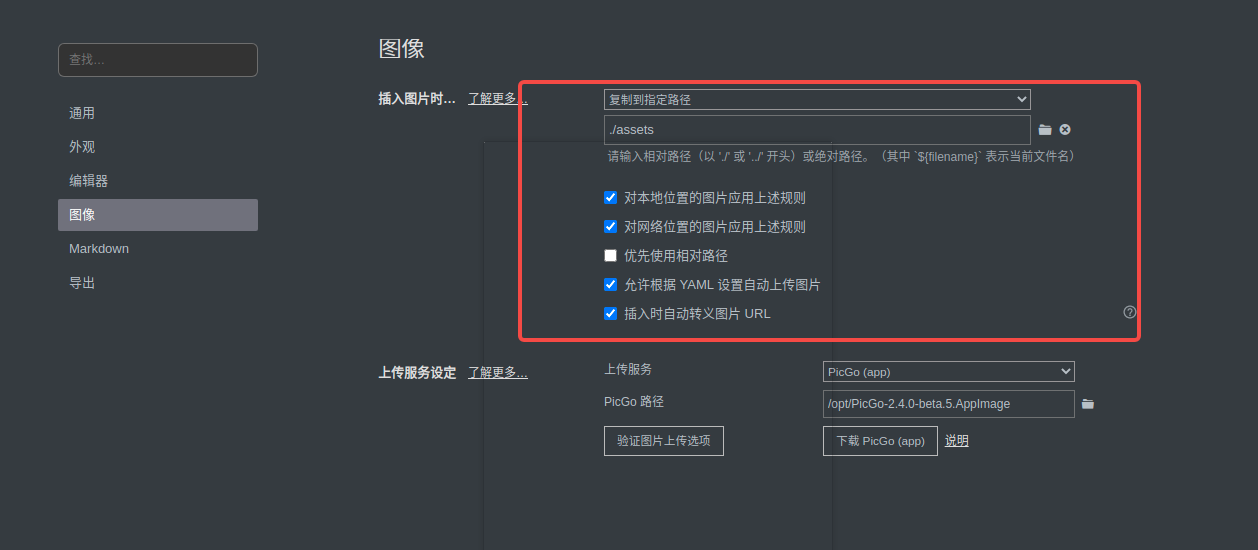 图像
查找…
通用
外观
编辑器
图像
Markdown
导出
插入图片时… 了解更多…
复制到指定路径
./assets
请输入相对路径（以 './' 或 '../' 开头）或绝对路径。（其中 `${filename}` 表示当前文件名）
对本地位置的图片应用上述规则
对网络位置的图片应用上述规则
优先使用相对路径
允许根据 YAML 设置自动上传图片
插入时自动转义图片 URL
上传服务设定 了解更多…
上传服务 PicGo (app)
PicGo 路径 /opt/PicGo-2.4.0-beta.5.AppImage
验证图片上传选项 下载 PicGo (app) 说明